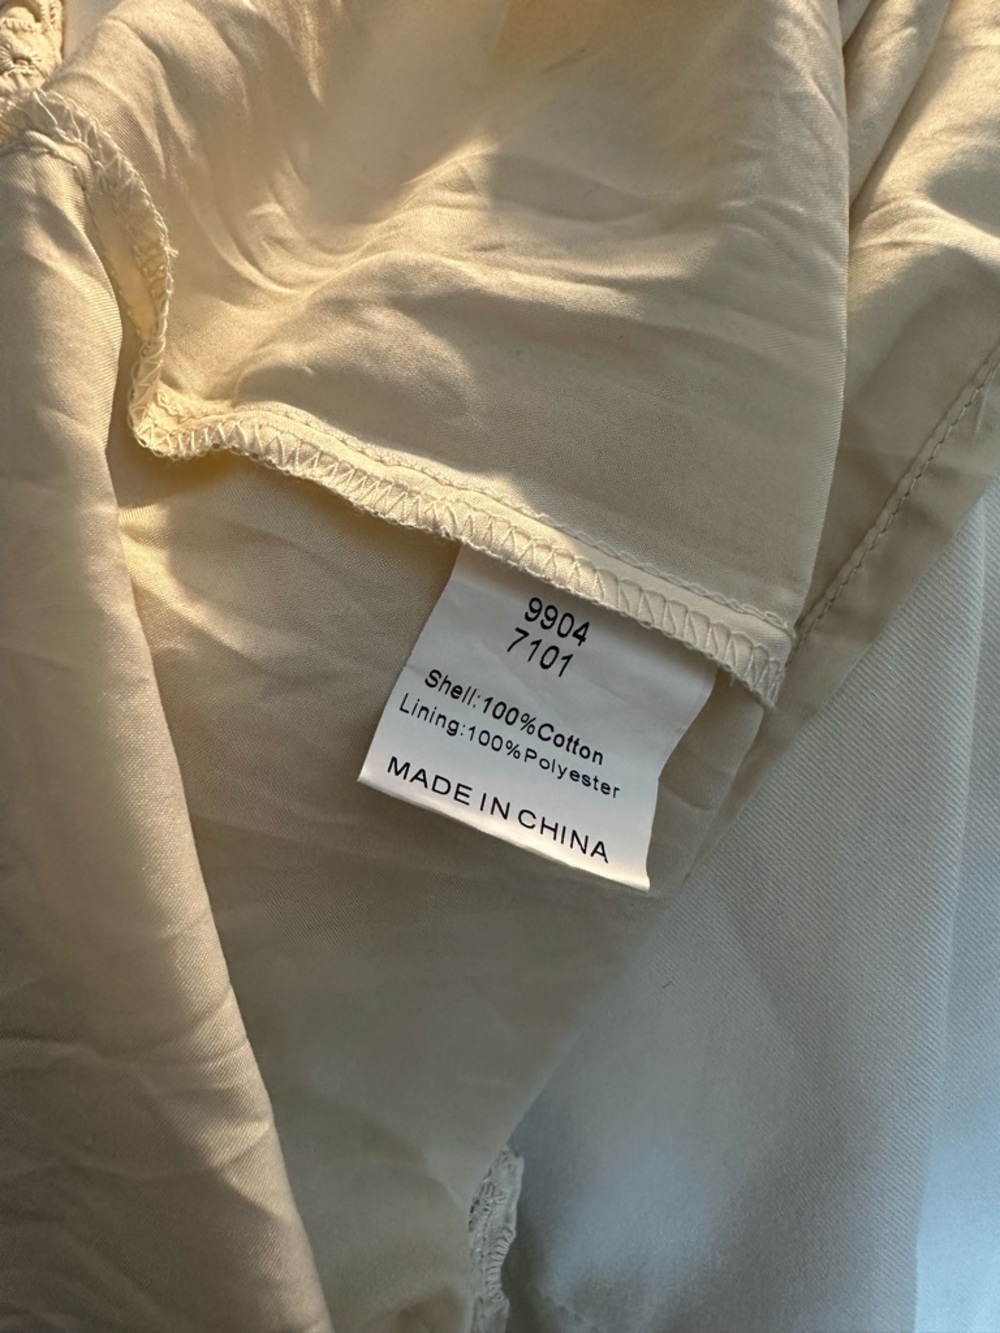 9904
7101
Shell:100%Cotton
Lining:100%Polyester
MADE IN CHINA